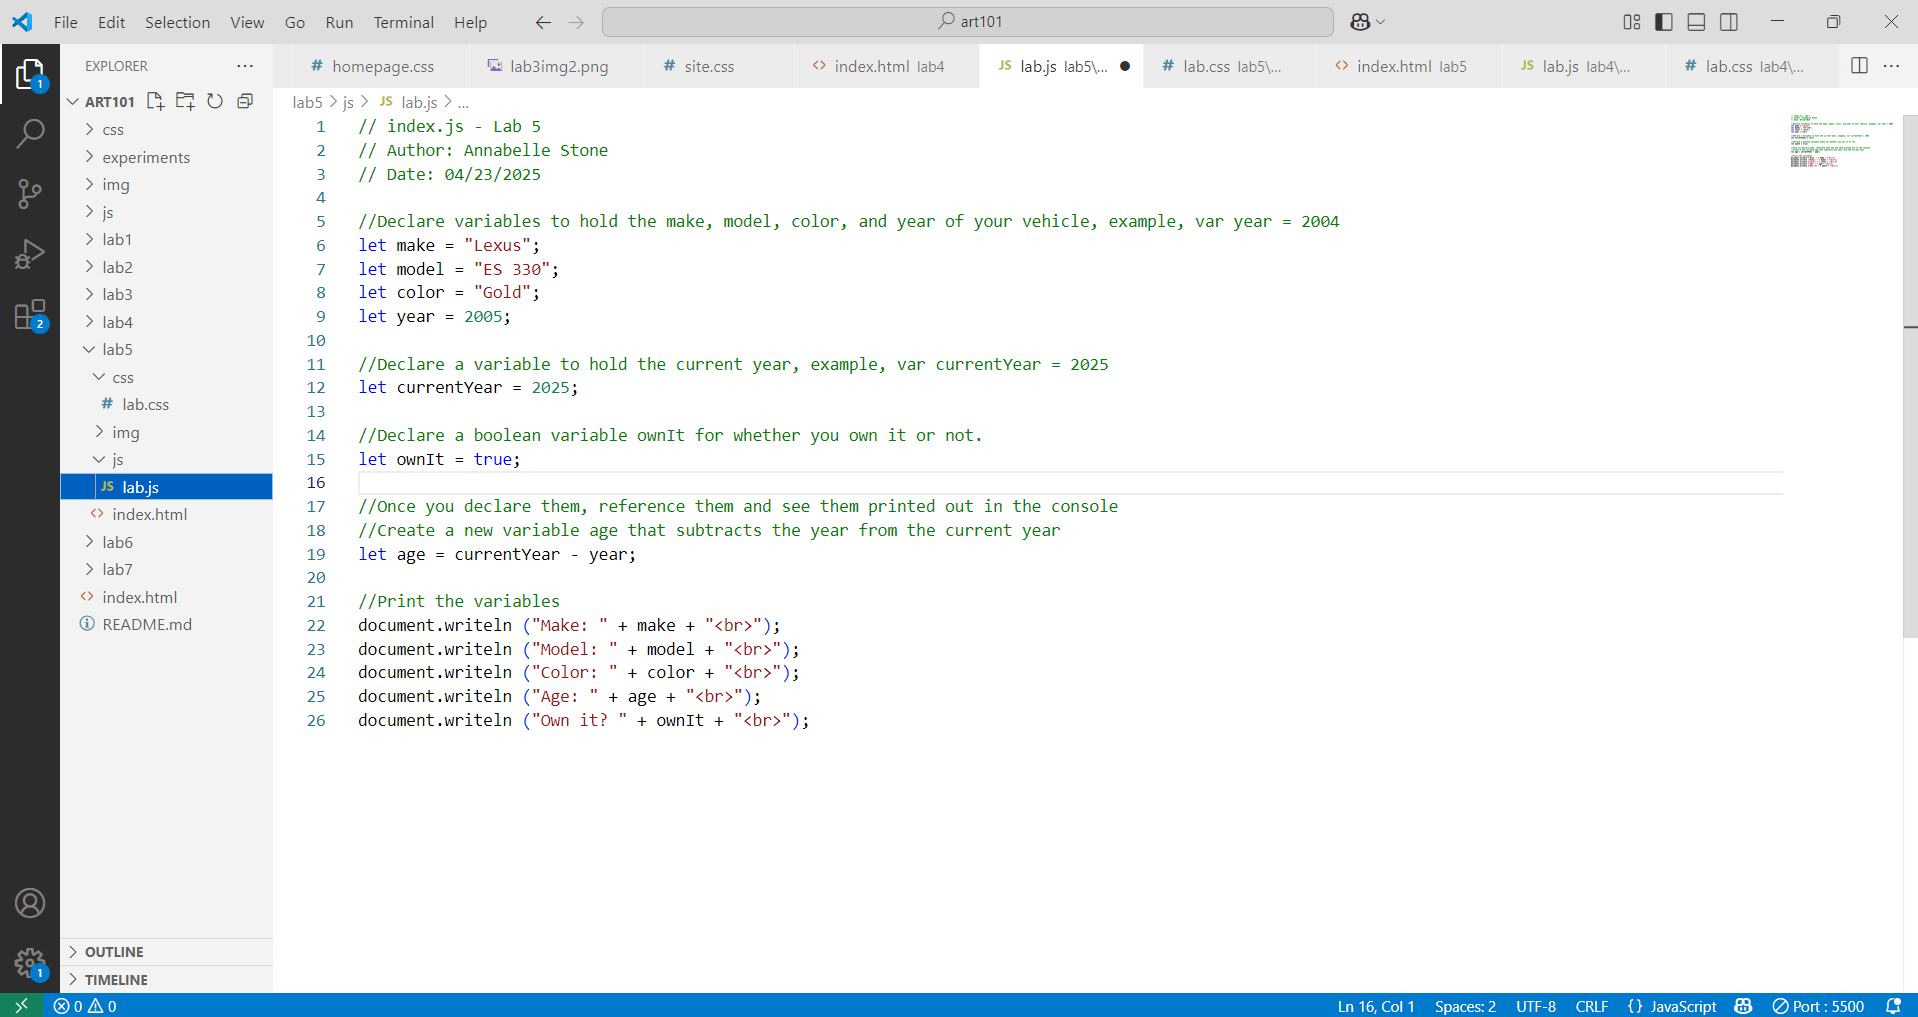 File Edit Selection View Go Run Terminal Help
art101
EXPLORER
homepage.css
lab3img2.png
site.css
index.html lab4
JS lab.js lab5\...
lab.css lab5\...
index.html lab5
JS lab.js lab4\...
lab.css lab4\...
ART101
css
experiments
img
js
lab1
lab2
lab3
lab4
lab5
css
lab.css
img
js
JS lab.js
index.html
lab6
lab7
index.html
README.md
OUTLINE
TIMELINE
1
2
1
lab5 > js > JS lab.js > ...
1 // index.js - Lab 5
2 // Author: Annabelle Stone
3 // Date: 04/23/2025
4
5 //Declare variables to hold the make, model, color, and year of your vehicle, example, var year = 2004
6 let make = "Lexus";
7 let model = "ES 330";
8 let color = "Gold";
9 let year = 2005;
10
11 //Declare a variable to hold the current year, example, var currentYear = 2025
12 let currentYear = 2025;
13
14 //Declare a boolean variable ownIt for whether you own it or not.
15 let ownIt = true;
16
17 //Once you declare them, reference them and see them printed out in the console
18 //Create a new variable age that subtracts the year from the current year
19 let age = currentYear - year;
20
21 //Print the variables
22 document.writeln ("Make: " + make + "<br>");
23 document.writeln ("Model: " + model + "<br>");
24 document.writeln ("Color: " + color + "<br>");
25 document.writeln ("Age: " + age + "<br>");
26 document.writeln ("Own it? " + ownIt + "<br>");
0 0
Ln 16, Col 1 Spaces: 2 UTF-8 CRLF {} JavaScript Port : 5500